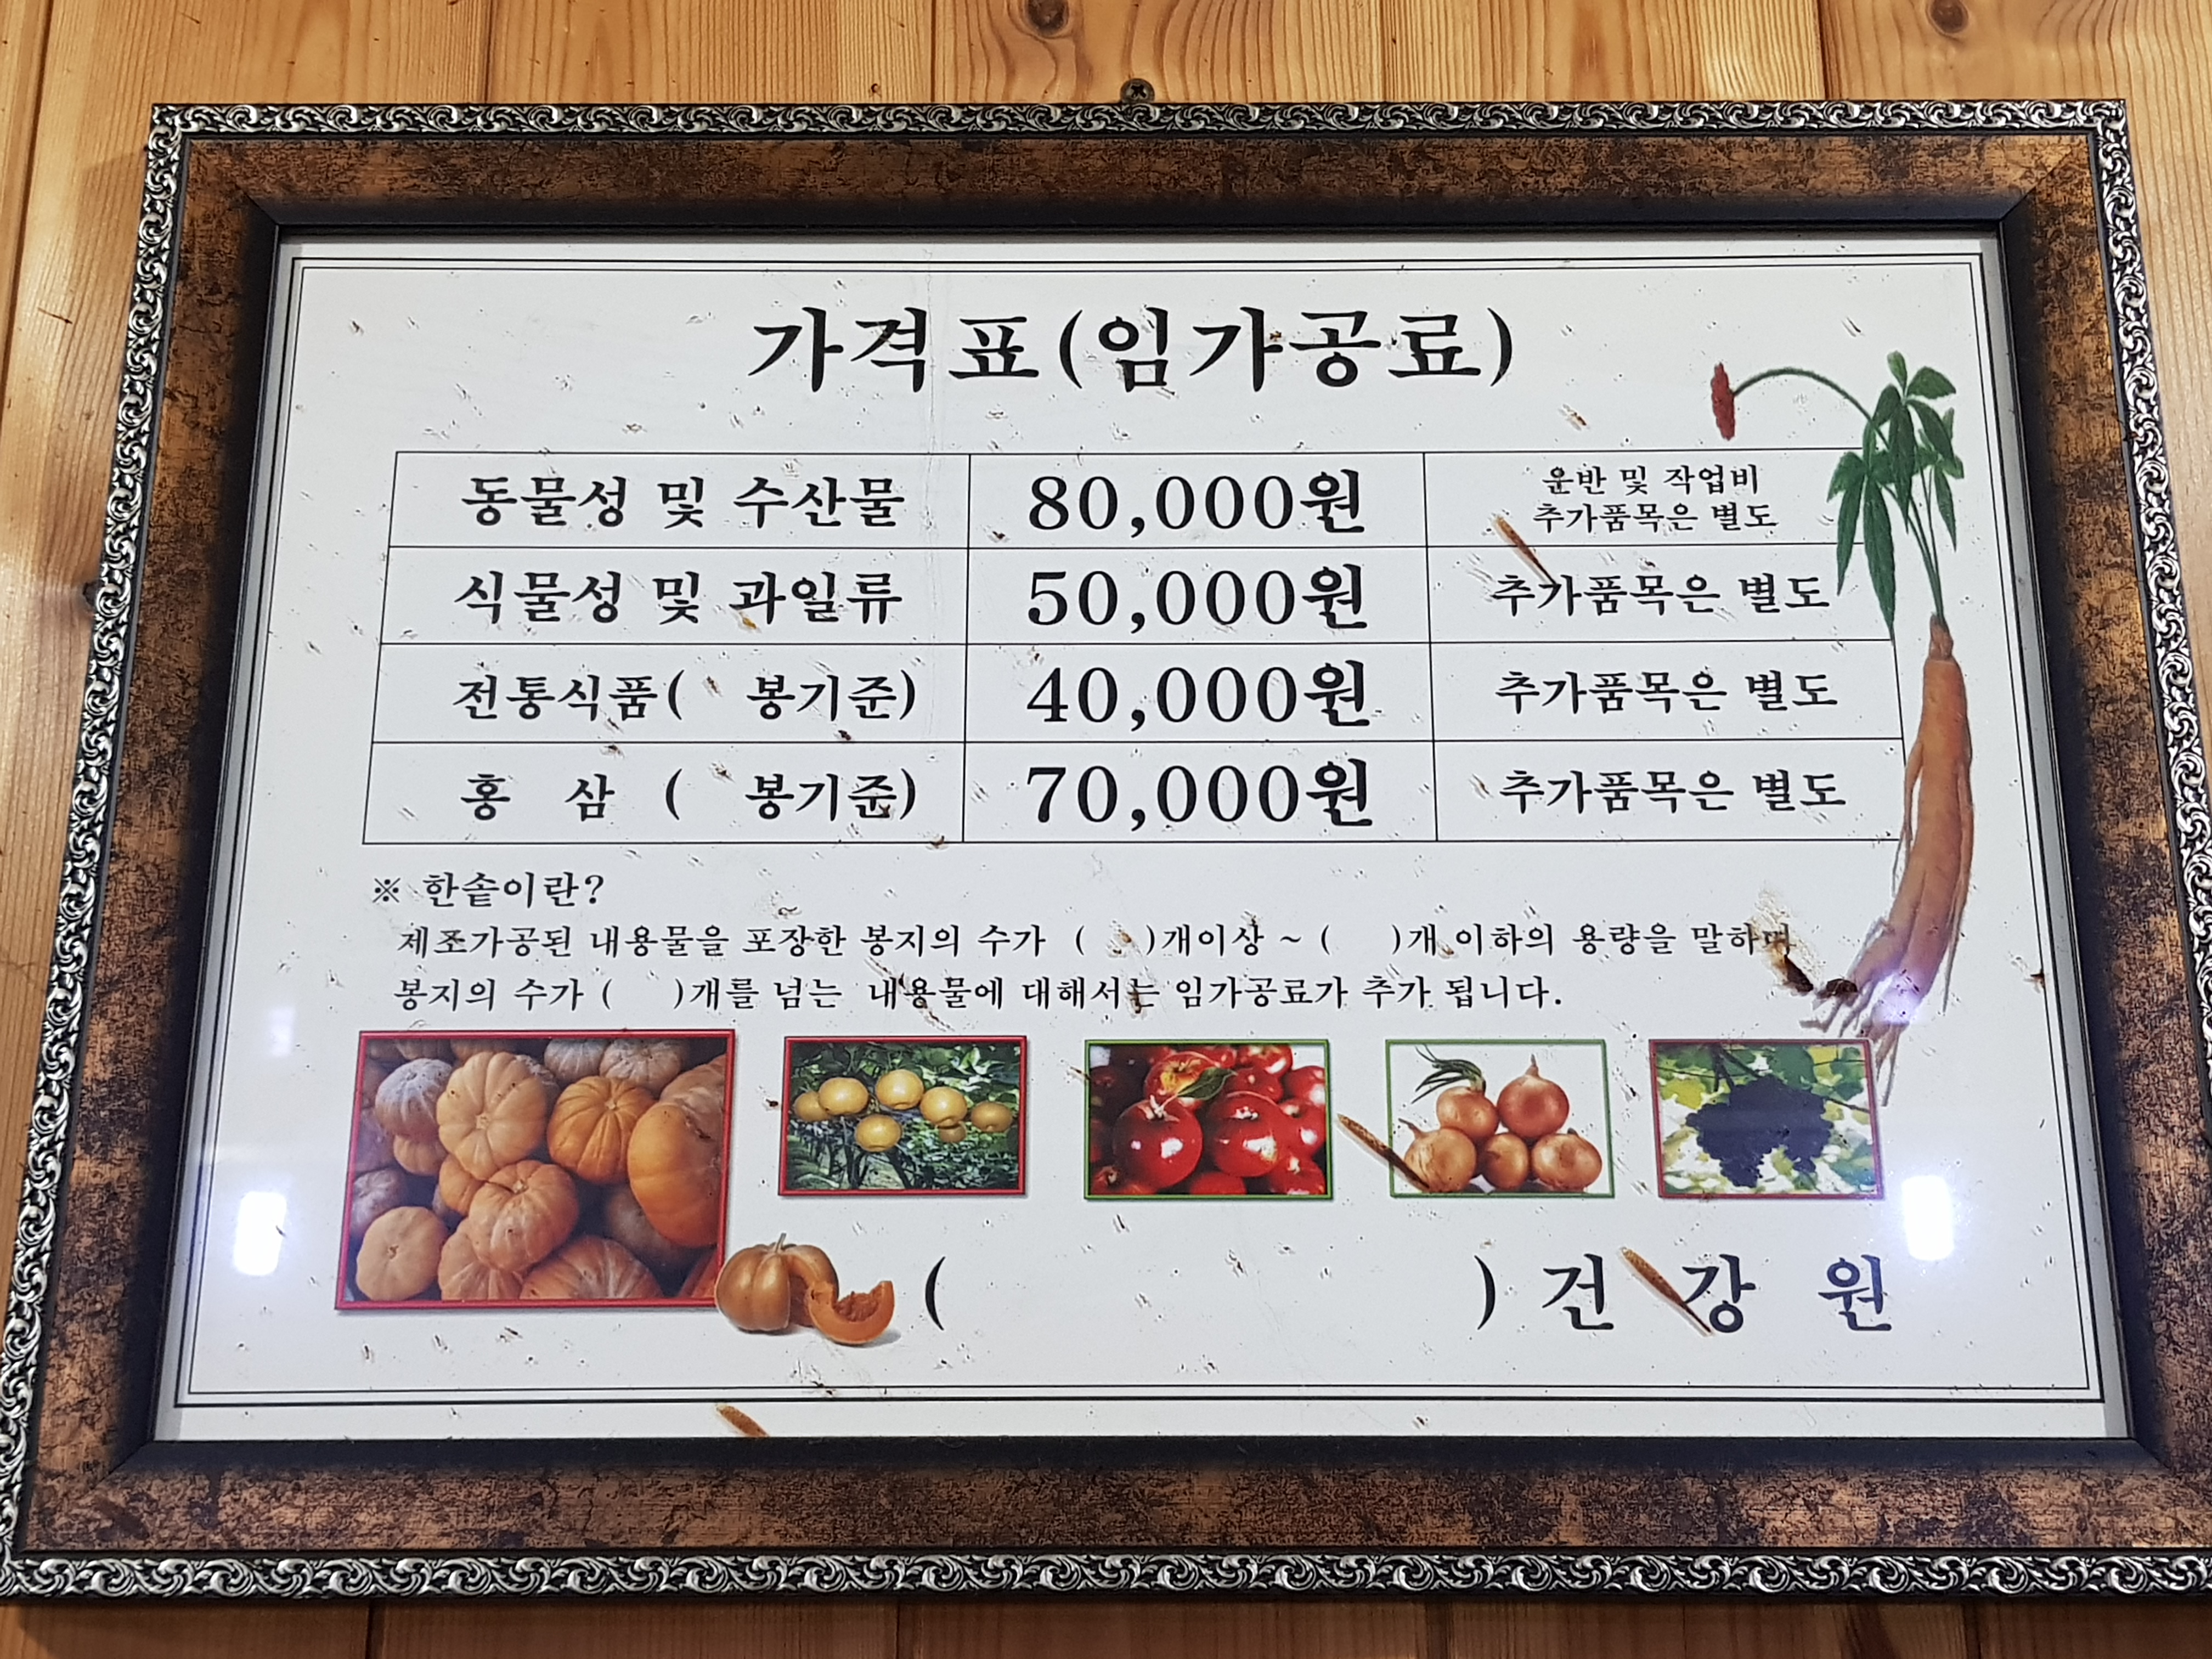 가격표(임가공료)
동물성 및 수산물 80,000원 운반 및 작업비 추가품목은 별도
식물성 및 과일류 50,000원 추가품목은 별도
전통식품( 봉기준) 40,000원 추가품목은 별도
홍 삼 ( 봉기준) 70,000원 추가품목은 별도
※ 한솥이란?
제조가공된 내용물을 포장한 봉지의 수가 ( )개이상 ~ ( )개 이하의 용량을 말하며
봉지의 수가 ( )개를 넘는 내용물에 대해서는 임가공료가 추가 됩니다.
( ) 건 강 원